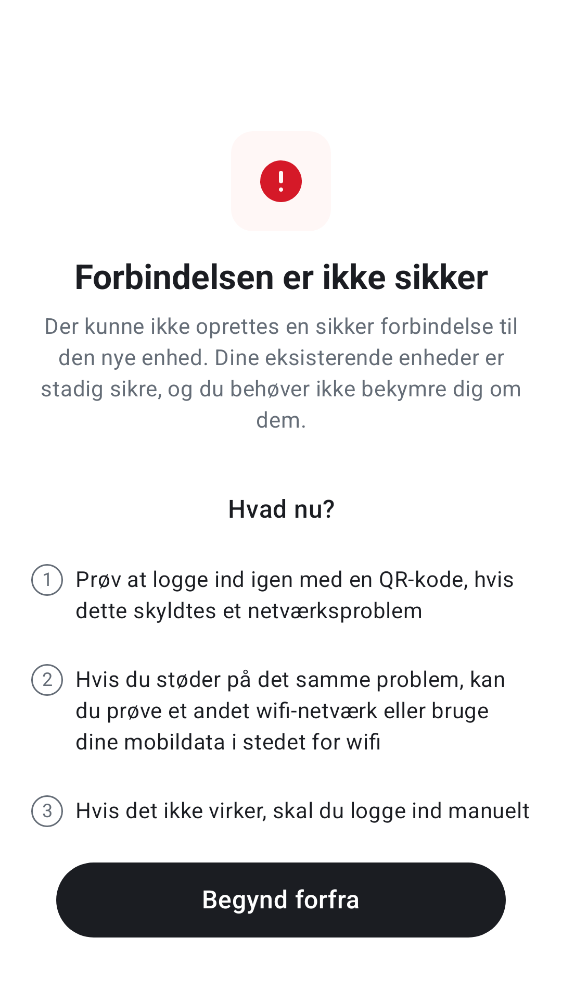 Forbindelsen er ikke sikker
Der kunne ikke oprettes en sikker forbindelse til
den nye enhed. Dine eksisterende enheder er
stadig sikre, og du behøver ikke bekymre dig om
dem.
Hvad nu?
1 Prøv at logge ind igen med en QR-kode, hvis
dette skyldtes et netværksproblem
2 Hvis du støder på det samme problem, kan
du prøve et andet wifi-netværk eller bruge
dine mobildata i stedet for wifi
3 Hvis det ikke virker, skal du logge ind manuelt
Begynd forfra